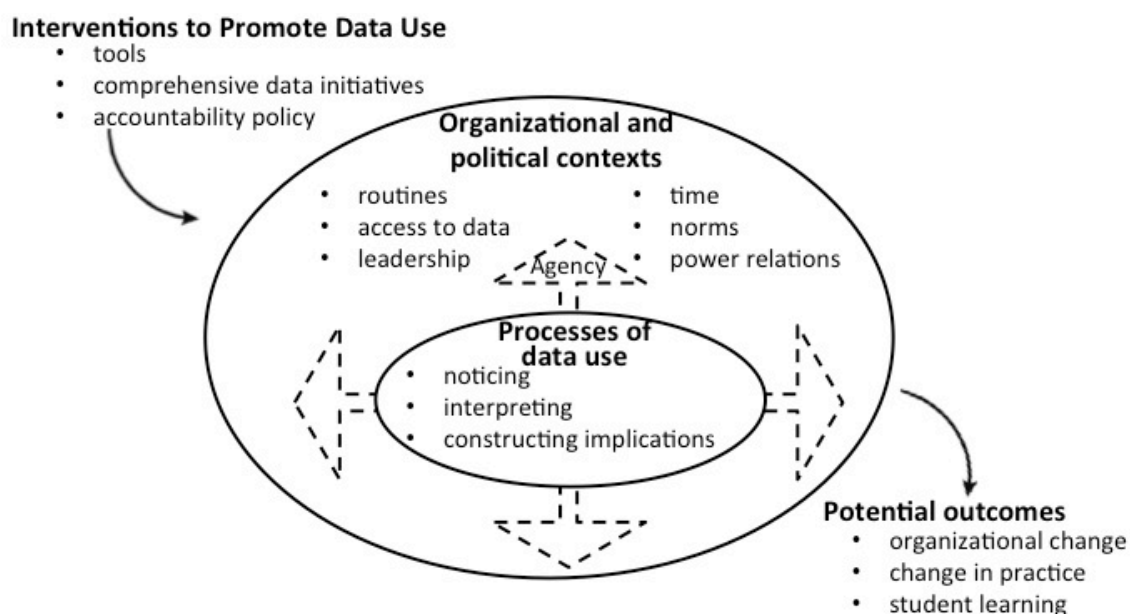 Interventions to Promote Data Use
• tools
• comprehensive data initiatives
• accountability policy
Organizational and
political contexts
• routines
• access to data
• leadership
• time
• norms
• power relations
Agency
Processes of
data use
• noticing
• interpreting
• constructing implications
Potential outcomes
• organizational change
• change in practice
• student learning